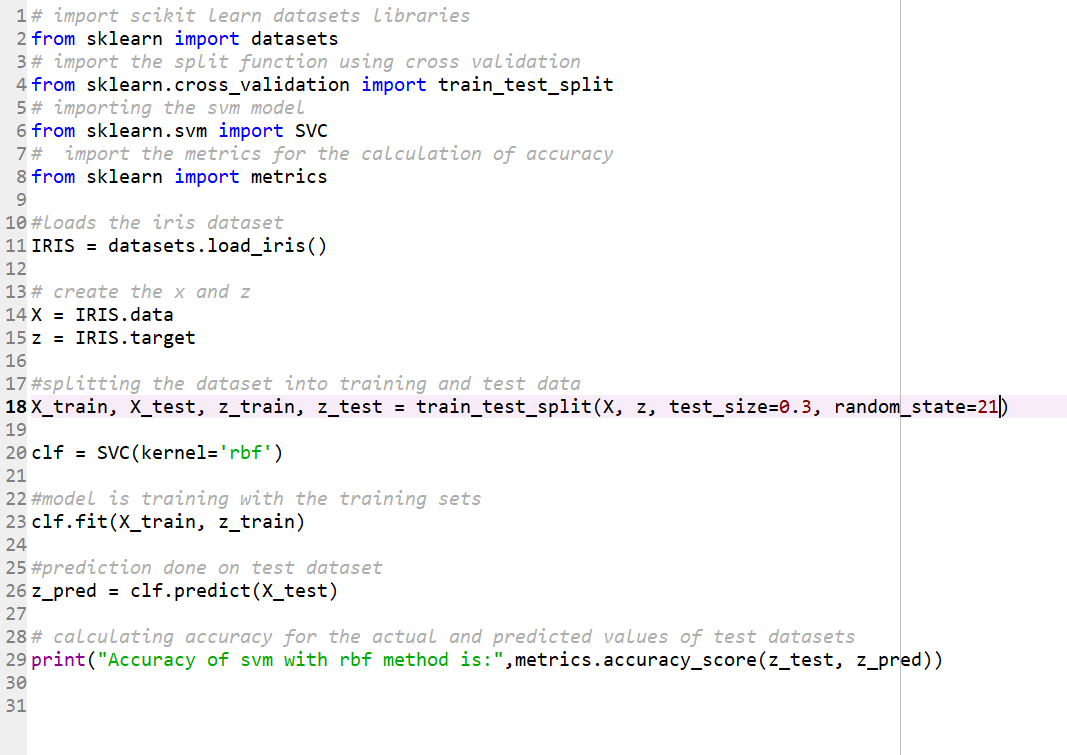 1 # import scikit learn datasets libraries
2 from sklearn import datasets
3 # import the split function using cross validation
4 from sklearn.cross_validation import train_test_split
5 # importing the svm model
6 from sklearn.svm import SVC
7 #  import the metrics for the calculation of accuracy
8 from sklearn import metrics
9
10 #loads the iris dataset
11 IRIS = datasets.load_iris()
12
13 # create the x and z
14 X = IRIS.data
15 z = IRIS.target
16
17 #splitting the dataset into training and test data
18 X_train, X_test, z_train, z_test = train_test_split(X, z, test_size=0.3, random_state=21)
19
20 clf = SVC(kernel='rbf')
21
22 #model is training with the training sets
23 clf.fit(X_train, z_train)
24
25 #prediction done on test dataset
26 z_pred = clf.predict(X_test)
27
28 # calculating accuracy for the actual and predicted values of test datasets
29 print("Accuracy of svm with rbf method is:",metrics.accuracy_score(z_test, z_pred))
30
31